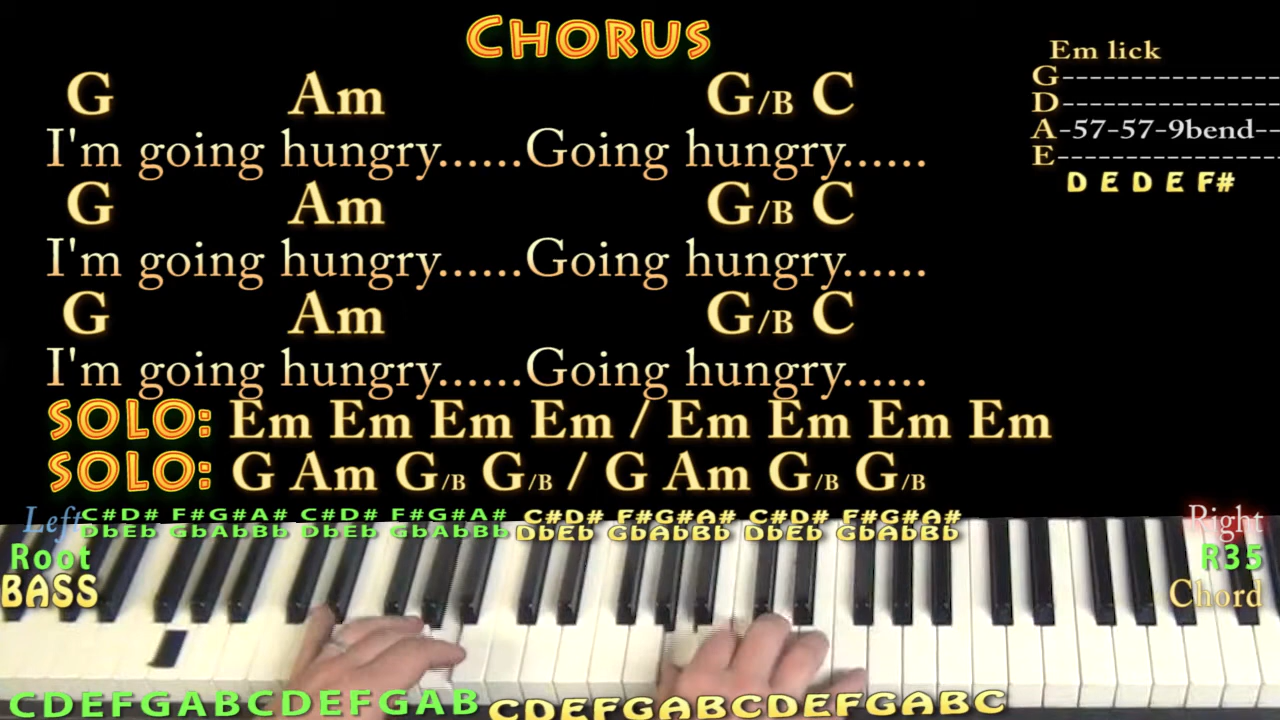 CHORUS
G Am G/B C
I'm going hungry......Going hungry......
G Am G/B C
I'm going hungry......Going hungry......
G Am G/B C
I'm going hungry......Going hungry......
SOLO: Em Em Em Em / Em Em Em Em
SOLO: G Am G/B G/B / G Am G/B G/B
Em lick
G---------------
D---------------
A-57-57-9bend--
E---------------
D E D E F#
Left
Root
BASS
C#D# F#G#A# C#D# F#G#A# C#D# F#G#A# C#D# F#G#A#
DbEb GbAbBb DbEb GbAbBb DbEb GbAbBb DbEb GbAbBb
Right
R35
Chord
CDEFGABCDEFGAB CDEFGABCDEFGABC